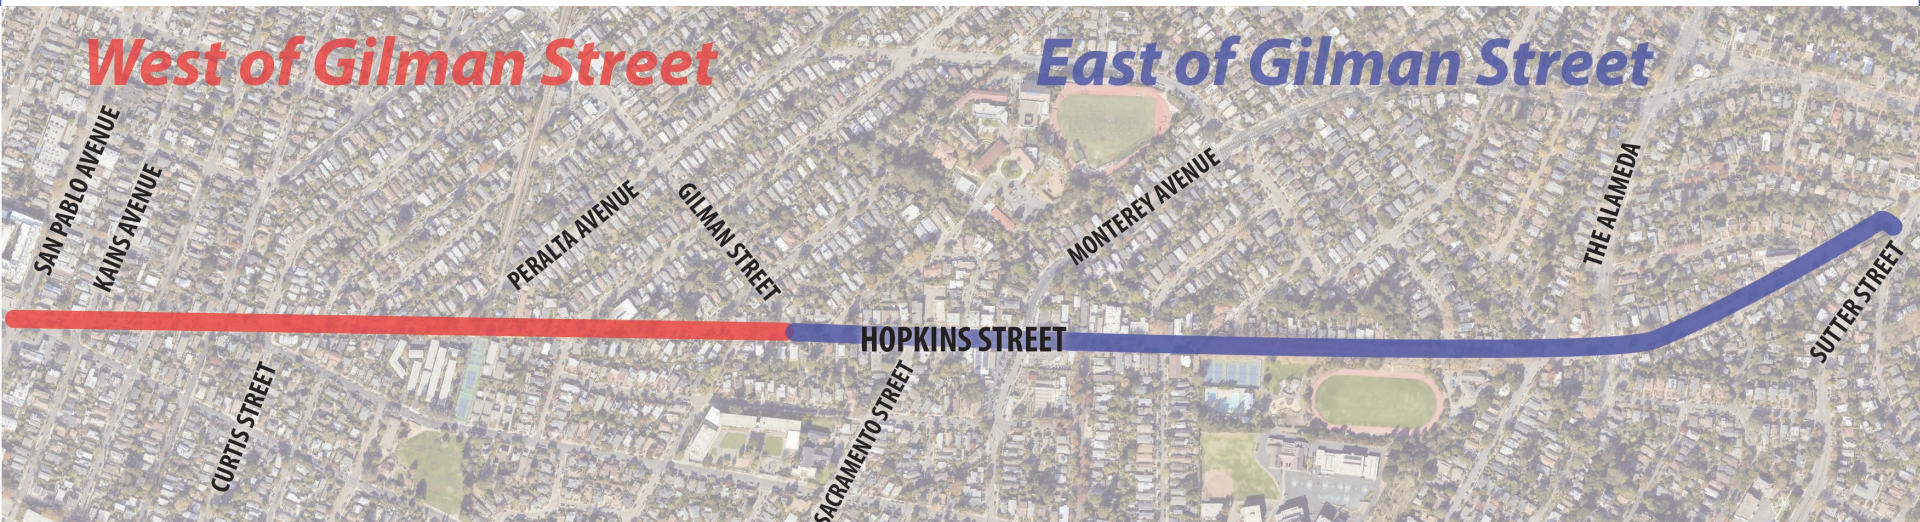 West of Gilman Street
East of Gilman Street
SAN PABLO AVENUE
KAINS AVENUE
CURTIS STREET
PERALTA AVENUE
GILMAN STREET
HOPKINS STREET
SACRAMENTO STREET
MONTEREY AVENUE
THE ALAMEDA
SUTTER STREET